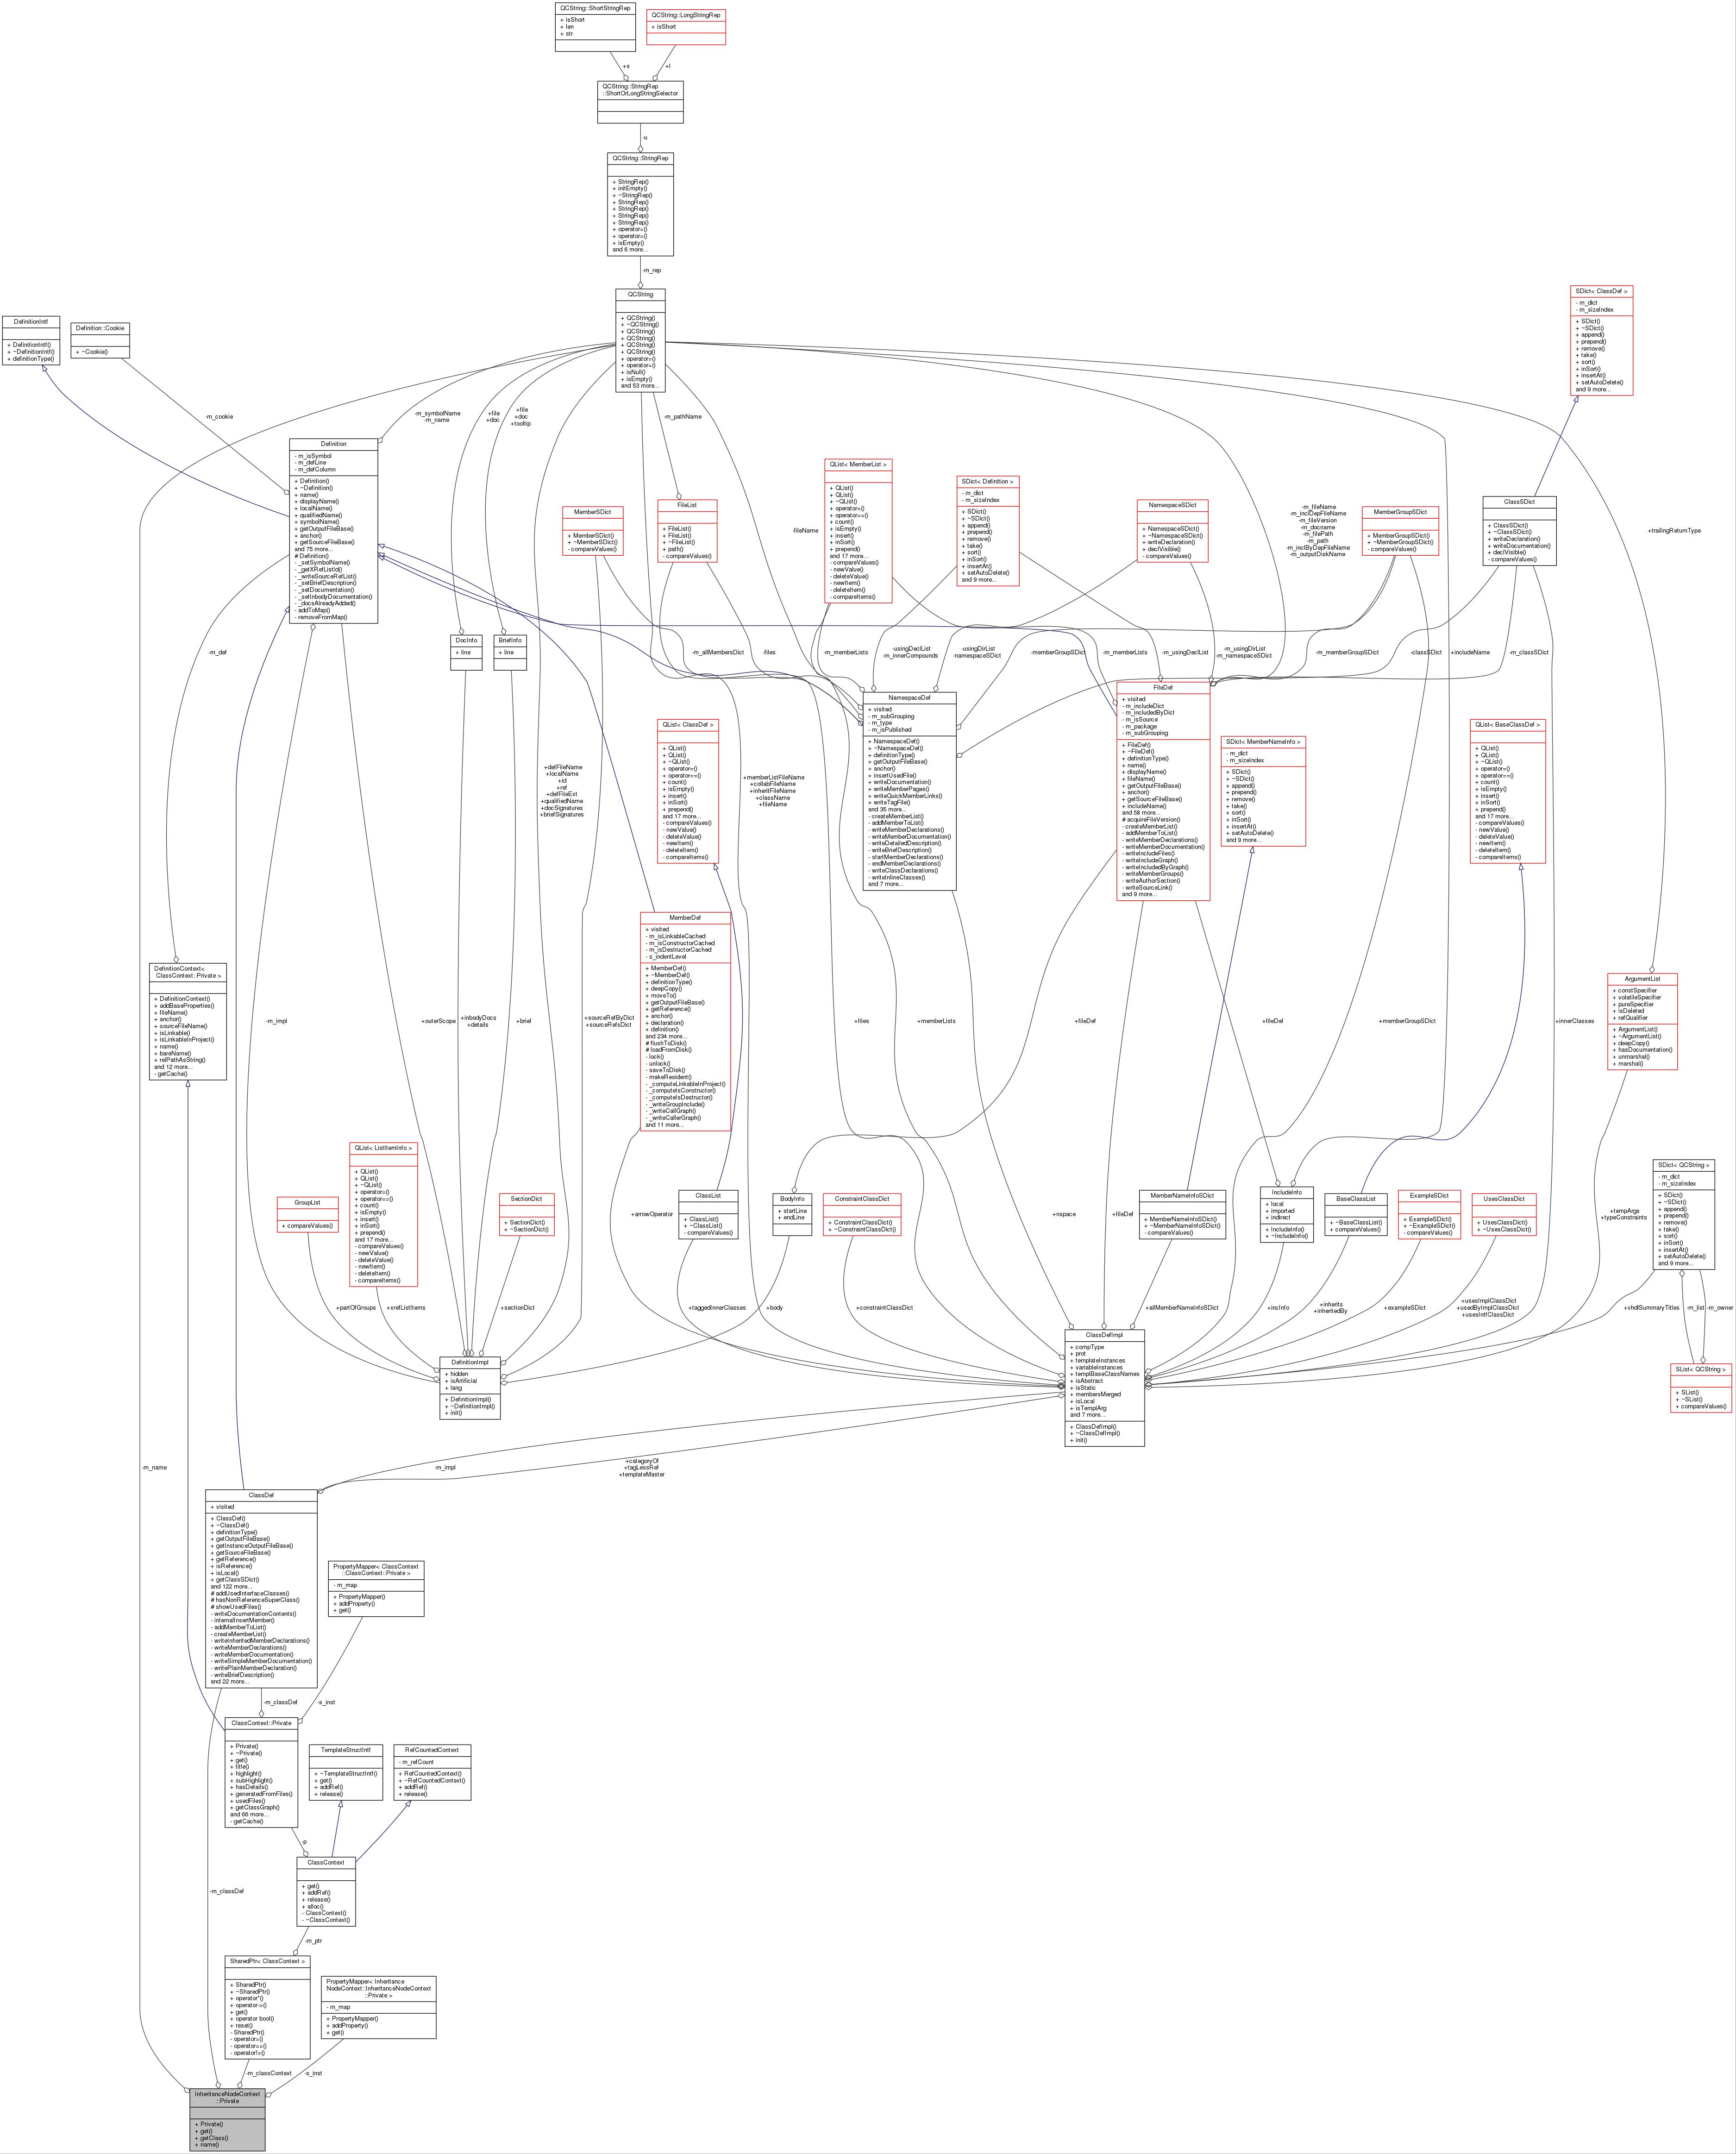 QCString::ShortStringRep
+ isShort
+ len
+ str
QCString::LongStringRep
+ isShort
+s
+l
QCString::StringRep
::ShortOrLongStringSelector
-u
QCString::StringRep
+ StringRep()
+ initEmpty()
+ ~StringRep()
+ StringRep()
+ StringRep()
+ StringRep()
+ StringRep()
+ operator=()
+ operator=()
+ isEmpty()
and 6 more...
-m_rep
QCString
+ QCString()
+ ~QCString()
+ QCString()
+ QCString()
+ QCString()
+ QCString()
+ operator=()
+ operator=()
+ isNull()
+ isEmpty()
and 53 more...
SDict< ClassDef >
- m_dict
- m_sizeIndex
+ SDict()
+ ~SDict()
+ append()
+ prepend()
+ remove()
+ take()
+ sort()
+ inSort()
+ insertAt()
+ setAutoDelete()
and 9 more...
DefinitionIntf
+ DefinitionIntf()
+ ~DefinitionIntf()
+ definitionType()
Definition::Cookie
+ ~Cookie()
-m_cookie
-m_symbolName
-m_name
+file
+doc
+file
+doc
+tooltip
-m_pathName
Definition
- m_isSymbol
- m_defLine
- m_defColumn
+ Definition()
+ ~Definition()
+ name()
+ displayName()
+ localName()
+ qualifiedName()
+ symbolName()
+ getOutputFileBase()
+ anchor()
+ getSourceFileBase()
and 75 more...
# Definition()
- _setSymbolName()
- _getXRefListId()
- _writeSourceRefList()
- _setBriefDescription()
- _setDocumentation()
- _setInbodyDocumentation()
- _docsAlreadyAdded()
- addToMap()
- removeFromMap()
MemberSDict
+ MemberSDict()
+ ~MemberSDict()
- compareValues()
FileList
+ FileList()
+ FileList()
+ ~FileList()
+ path()
- compareValues()
-fileName
QList< MemberList >
+ QList()
+ QList()
+ ~QList()
+ operator=()
+ operator==()
+ count()
+ isEmpty()
+ insert()
+ inSort()
+ prepend()
and 17 more...
- compareValues()
- newValue()
- deleteValue()
- newItem()
- deleteItem()
- compareItems()
SDict< Definition >
- m_dict
- m_sizeIndex
+ SDict()
+ ~SDict()
+ append()
+ prepend()
+ remove()
+ take()
+ sort()
+ inSort()
+ insertAt()
+ setAutoDelete()
and 9 more...
NamespaceSDict
+ NamespaceSDict()
+ ~NamespaceSDict()
+ writeDeclaration()
+ declVisible()
- compareValues()
-m_fileName
-m_inclDepFileName
-m_fileVersion
-m_docname
-m_filePath
-m_path
-m_inclByDepFileName
-m_outputDiskName
MemberGroupSDict
+ MemberGroupSDict()
+ ~MemberGroupSDict()
- compareValues()
ClassSDict
+ ClassSDict()
+ ~ClassSDict()
+ writeDeclaration()
+ writeDocumentation()
+ declVisible()
- compareValues()
+trailingReturnType
DocInfo
+ line
BriefInfo
+ line
-m_def
-m_allMembersDict
-files
-m_memberLists
-usingDeclList
-m_innerCompounds
-usingDirList
-namespaceSDict
-memberGroupSDict
-m_memberLists
-m_usingDeclList
-m_usingDirList
-m_namespaceSDict
-m_memberGroupSDict
-classSDict
+includeName
-m_classSDict
NamespaceDef
+ visited
- m_subGrouping
- m_type
- m_isPublished
+ NamespaceDef()
+ ~NamespaceDef()
+ definitionType()
+ getOutputFileBase()
+ anchor()
+ insertUsedFile()
+ writeDocumentation()
+ writeMemberPages()
+ writeQuickMemberLinks()
+ writeTagFile()
and 35 more...
- createMemberList()
- addMemberToList()
- writeMemberDeclarations()
- writeMemberDocumentation()
- writeDetailedDescription()
- writeBriefDescription()
- startMemberDeclarations()
- endMemberDeclarations()
- writeClassDeclarations()
- writeInlineClasses()
and 7 more...
FileDef
+ visited
- m_includeDict
- m_includedByDict
- m_isSource
- m_package
- m_subGrouping
+ FileDef()
+ ~FileDef()
+ definitionType()
+ name()
+ displayName()
+ fileName()
+ getOutputFileBase()
+ anchor()
+ getSourceFileBase()
+ includeName()
and 58 more...
# acquireFileVersion()
- createMemberList()
- addMemberToList()
- writeMemberDeclarations()
- writeMemberDocumentation()
- writeIncludeFiles()
- writeIncludeGraph()
- writeIncludedByGraph()
- writeMemberGroups()
- writeAuthorSection()
- writeSourceLink()
and 9 more...
QList< ClassDef >
+ QList()
+ QList()
+ ~QList()
+ operator=()
+ operator==()
+ count()
+ isEmpty()
+ insert()
+ inSort()
+ prepend()
and 17 more...
- compareValues()
- newValue()
- deleteValue()
- newItem()
- deleteItem()
- compareItems()
SDict< MemberNameInfo >
- m_dict
- m_sizeIndex
+ SDict()
+ ~SDict()
+ append()
+ prepend()
+ remove()
+ take()
+ sort()
+ inSort()
+ insertAt()
+ setAutoDelete()
and 9 more...
QList< BaseClassDef >
+ QList()
+ QList()
+ ~QList()
+ operator=()
+ operator==()
+ count()
+ isEmpty()
+ insert()
+ inSort()
+ prepend()
and 17 more...
- compareValues()
- newValue()
- deleteValue()
- newItem()
- deleteItem()
- compareItems()
+defFileName
+localName
+id
+ref
+defFileExt
+qualifiedName
+docSignatures
+briefSignatures
+memberListFileName
+collabFileName
+inheritFileName
+className
+fileName
MemberDef
+ visited
- m_isLinkableCached
- m_isConstructorCached
- m_isDestructorCached
- s_indentLevel
+ MemberDef()
+ ~MemberDef()
+ definitionType()
+ deepCopy()
+ moveTo()
+ getOutputFileBase()
+ getReference()
+ anchor()
+ declaration()
+ definition()
and 234 more...
# flushToDisk()
# loadFromDisk()
- lock()
- unlock()
- saveToDisk()
- makeResident()
- _computeLinkableInProject()
- _computeIsConstructor()
- _computeIsDestructor()
- _writeGroupInclude()
- _writeCallGraph()
- _writeCallerGraph()
and 11 more...
DefinitionContext<
ClassContext::Private >
+ DefinitionContext()
+ addBaseProperties()
+ fileName()
+ anchor()
+ sourceFileName()
+ isLinkable()
+ isLinkableInProject()
+ name()
+ bareName()
+ relPathAsString()
and 12 more...
- getCache()
ArgumentList
+ constSpecifier
+ volatileSpecifier
+ pureSpecifier
+ isDeleted
+ refQualifier
+ ArgumentList()
+ ~ArgumentList()
+ deepCopy()
+ hasDocumentation()
+ unmarshal()
+ marshal()
-m_impl
+outerScope
+inbodyDocs
+details
+brief
+sourceRefByDict
+sourceRefsDict
+files
+memberLists
+fileDef
+fileDef
+memberGroupSDict
+innerClasses
QList< ListItemInfo >
+ QList()
+ QList()
+ ~QList()
+ operator=()
+ operator==()
+ count()
+ isEmpty()
+ insert()
+ inSort()
+ prepend()
and 17 more...
- compareValues()
- newValue()
- deleteValue()
- newItem()
- deleteItem()
- compareItems()
GroupList
+ compareValues()
SectionDict
+ SectionDict()
+ ~SectionDict()
+arrowOperator
ClassList
+ ClassList()
+ ~ClassList()
- compareValues()
BodyInfo
+ startLine
+ endLine
ConstraintClassDict
+ ConstraintClassDict()
+ ~ConstraintClassDict()
+nspace
+fileDef
MemberNameInfoSDict
+ MemberNameInfoSDict()
+ ~MemberNameInfoSDict()
- compareValues()
IncludeInfo
+ local
+ imported
+ indirect
+ IncludeInfo()
+ ~IncludeInfo()
BaseClassList
+ ~BaseClassList()
+ compareValues()
ExampleSDict
+ ExampleSDict()
+ ~ExampleSDict()
- compareValues()
UsesClassDict
+ UsesClassDict()
+ ~UsesClassDict()
+tempArgs
+typeConstraints
SDict< QCString >
- m_dict
- m_sizeIndex
+ SDict()
+ ~SDict()
+ append()
+ prepend()
+ remove()
+ take()
+ sort()
+ inSort()
+ insertAt()
+ setAutoDelete()
and 9 more...
+partOfGroups
+xrefListItems
+sectionDict
+taggedInnerClasses
+body
+constraintClassDict
+allMemberNameInfoSDict
+incInfo
+inherits
+inheritedBy
+exampleSDict
+usesImplClassDict
+usedByImplClassDict
+usesIntfClassDict
+vhdlSummaryTitles
-m_list
-m_owner
DefinitionImpl
+ hidden
+ isArtificial
+ lang
+ DefinitionImpl()
+ ~DefinitionImpl()
+ init()
ClassDefImpl
+ compType
+ prot
+ templateInstances
+ variableInstances
+ templBaseClassNames
+ isAbstract
+ isStatic
+ membersMerged
+ isLocal
+ isTemplArg
and 7 more...
+ ClassDefImpl()
+ ~ClassDefImpl()
+ init()
SList< QCString >
+ SList()
+ ~SList()
+ compareValues()
-m_name
-m_impl
+categoryOf
+tagLessRef
+templateMaster
ClassDef
+ visited
+ ClassDef()
+ ~ClassDef()
+ definitionType()
+ getOutputFileBase()
+ getInstanceOutputFileBase()
+ getSourceFileBase()
+ getReference()
+ isReference()
+ isLocal()
+ getClassSDict()
and 122 more...
# addUsedInterfaceClasses()
# hasNonReferenceSuperClass()
# showUsedFiles()
- writeDocumentationContents()
- internalInsertMember()
- addMemberToList()
- createMemberList()
- writeInheritedMemberDeclarations()
- writeMemberDeclarations()
- writeMemberDocumentation()
- writeSimpleMemberDocumentation()
- writePlainMemberDeclaration()
- writeBriefDescription()
and 22 more...
PropertyMapper< ClassContext
::ClassContext::Private >
- m_map
+ PropertyMapper()
+ addProperty()
+ get()
-m_classDef
-s_inst
ClassContext::Private
+ Private()
+ ~Private()
+ get()
+ title()
+ highlight()
+ subHighlight()
+ hasDetails()
+ generatedFromFiles()
+ usedFiles()
+ getClassGraph()
and 66 more...
- getCache()
TemplateStructIntf
+ ~TemplateStructIntf()
+ get()
+ addRef()
+ release()
RefCountedContext
- m_refCount
+ RefCountedContext()
+ ~RefCountedContext()
+ addRef()
+ release()
-p
ClassContext
+ get()
+ addRef()
+ release()
+ alloc()
- ClassContext()
- ~ClassContext()
-m_classDef
-m_ptr
SharedPtr< ClassContext >
+ SharedPtr()
+ ~SharedPtr()
+ operator*()
+ operator->()
+ get()
+ operator bool()
+ reset()
- SharedPtr()
- operator=()
- operator==()
- operator!=()
PropertyMapper< Inheritance
NodeContext::InheritanceNodeContext
::Private >
- m_map
+ PropertyMapper()
+ addProperty()
+ get()
-m_classContext
-s_inst
InheritanceNodeContext
::Private
+ Private()
+ get()
+ getClass()
+ name()